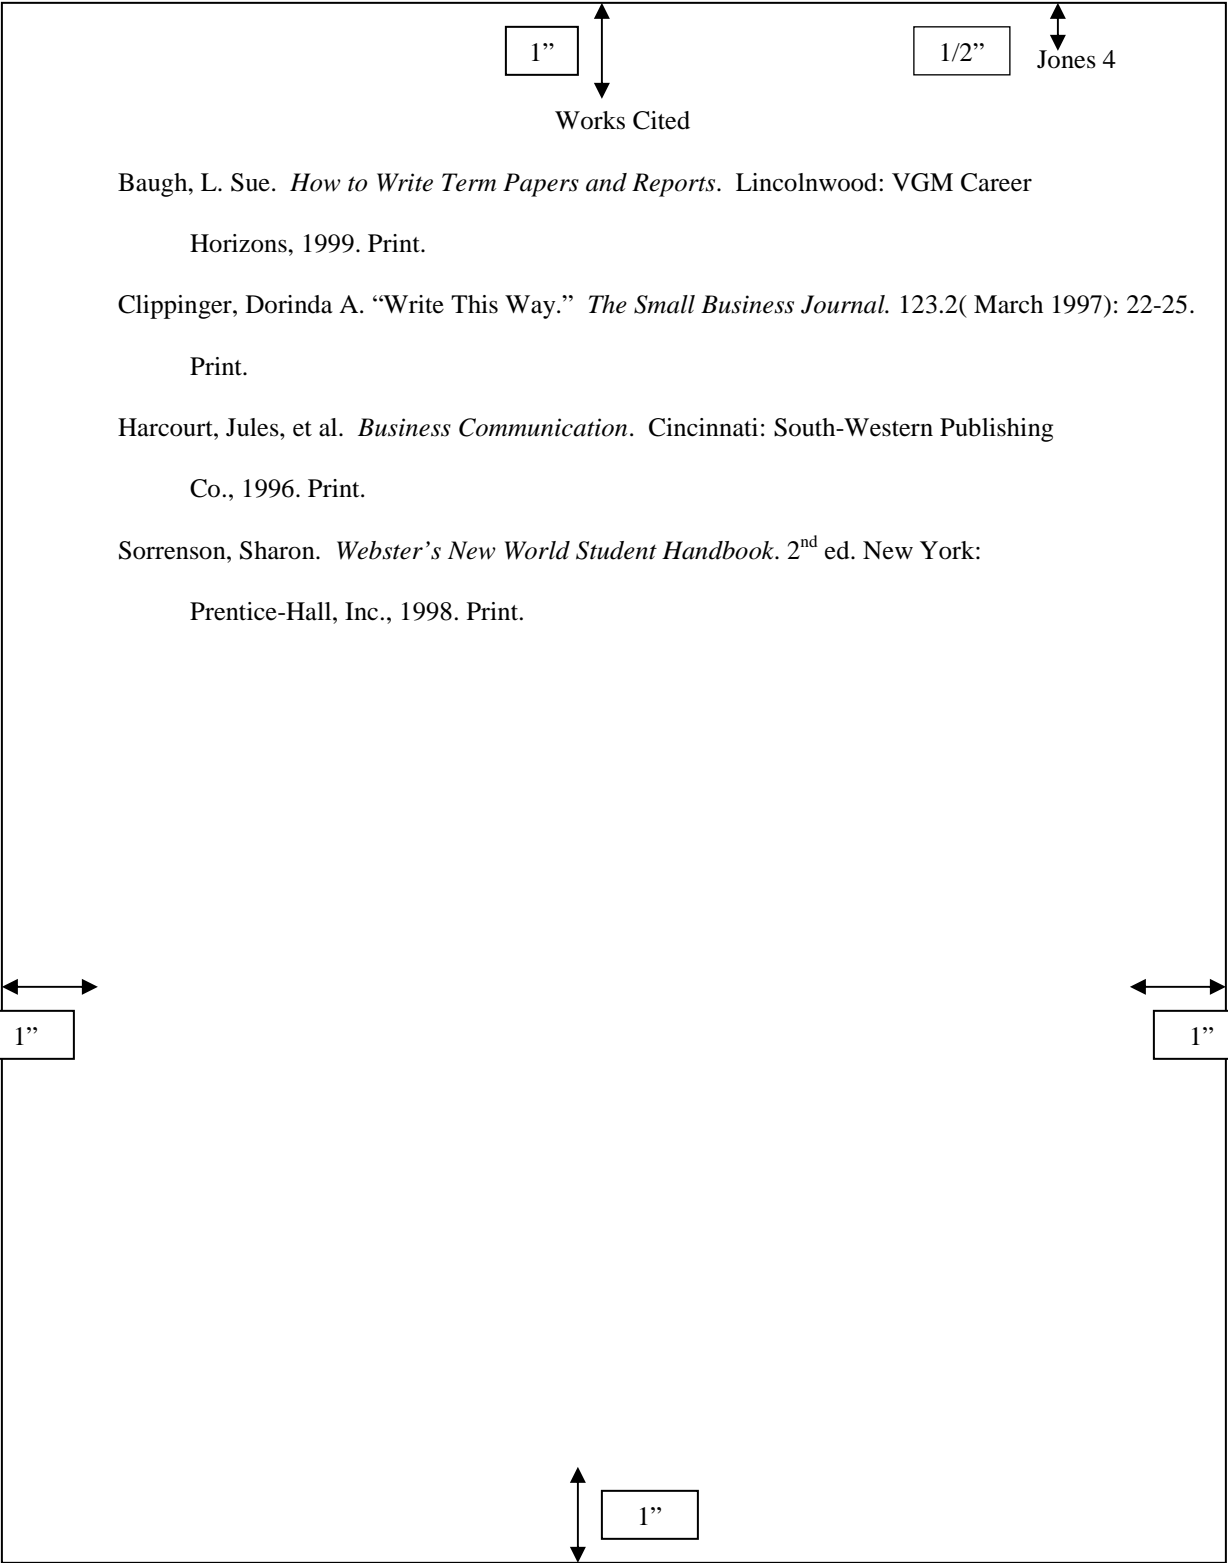 1” 1/2” Jones 4
Works Cited
Baugh, L. Sue. How to Write Term Papers and Reports. Lincolnwood: VGM Career
Horizons, 1999. Print.
Clippinger, Dorinda A. “Write This Way.” The Small Business Journal. 123.2( March 1997): 22-25.
Print.
Harcourt, Jules, et al. Business Communication. Cincinnati: South-Western Publishing
Co., 1996. Print.
Sorrenson, Sharon. Webster’s New World Student Handbook. 2nd ed. New York:
Prentice-Hall, Inc., 1998. Print.
1” 1”
1”